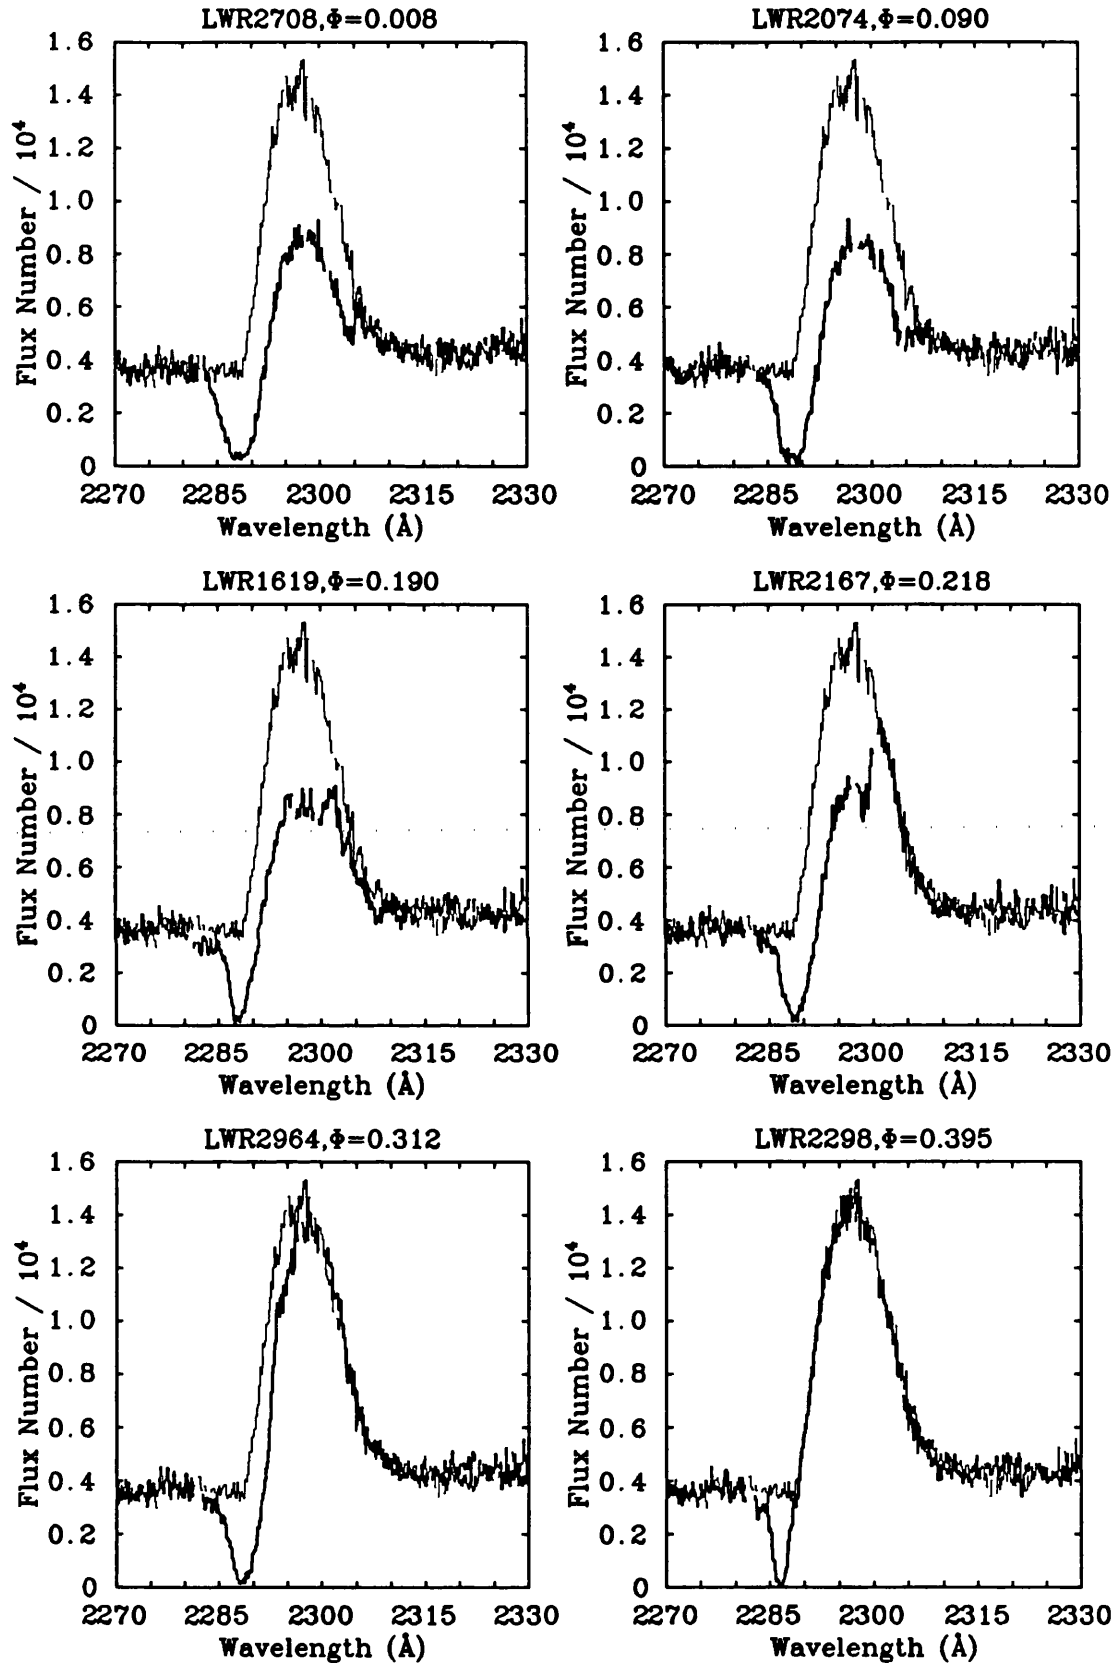 LWR2708,Φ=0.008
LWR2074,Φ=0.090
1.6
1.4
1.2
1.0
0.8
0.6
0.4
0.2
0
Flux Number / 10⁴
2270 2285 2300 2315 2330
Wavelength (Å)
1.6
1.4
1.2
1.0
0.8
0.6
0.4
0.2
0
Flux Number / 10⁴
2270 2285 2300 2315 2330
Wavelength (Å)
LWR1619,Φ=0.190
LWR2167,Φ=0.218
1.6
1.4
1.2
1.0
0.8
0.6
0.4
0.2
0
Flux Number / 10⁴
2270 2285 2300 2315 2330
Wavelength (Å)
1.6
1.4
1.2
1.0
0.8
0.6
0.4
0.2
0
Flux Number / 10⁴
2270 2285 2300 2315 2330
Wavelength (Å)
LWR2964,Φ=0.312
LWR2298,Φ=0.395
1.6
1.4
1.2
1.0
0.8
0.6
0.4
0.2
0
Flux Number / 10⁴
2270 2285 2300 2315 2330
Wavelength (Å)
1.6
1.4
1.2
1.0
0.8
0.6
0.4
0.2
0
Flux Number / 10⁴
2270 2285 2300 2315 2330
Wavelength (Å)